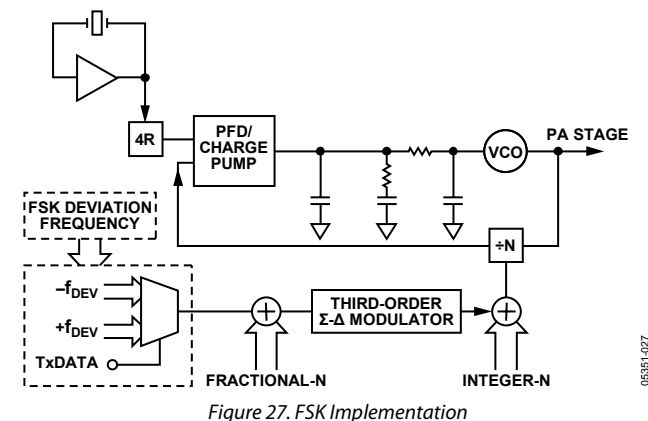 4R
PFD/
CHARGE
PUMP
VCO
PA STAGE
÷N
FSK DEVIATION
FREQUENCY
–fDEV
+fDEV
TxDATA
+
THIRD-ORDER
Σ-Δ MODULATOR
+
FRACTIONAL-N
INTEGER-N
05351-027
Figure 27. FSK Implementation